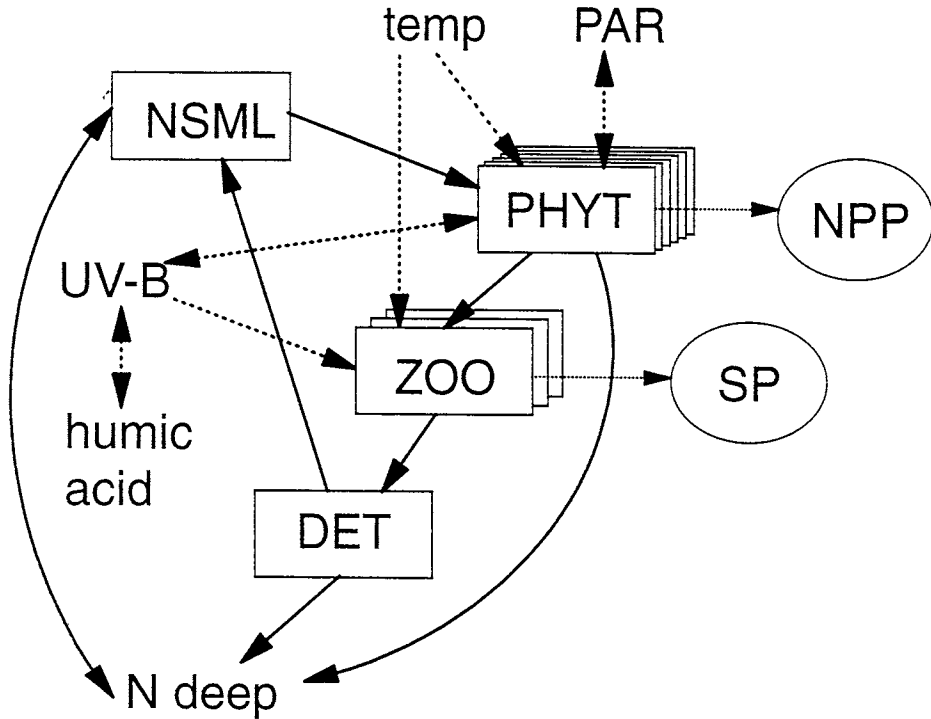 temp
PAR
NSML
PHYT
NPP
UV-B
ZOO
SP
humic
acid
DET
N deep